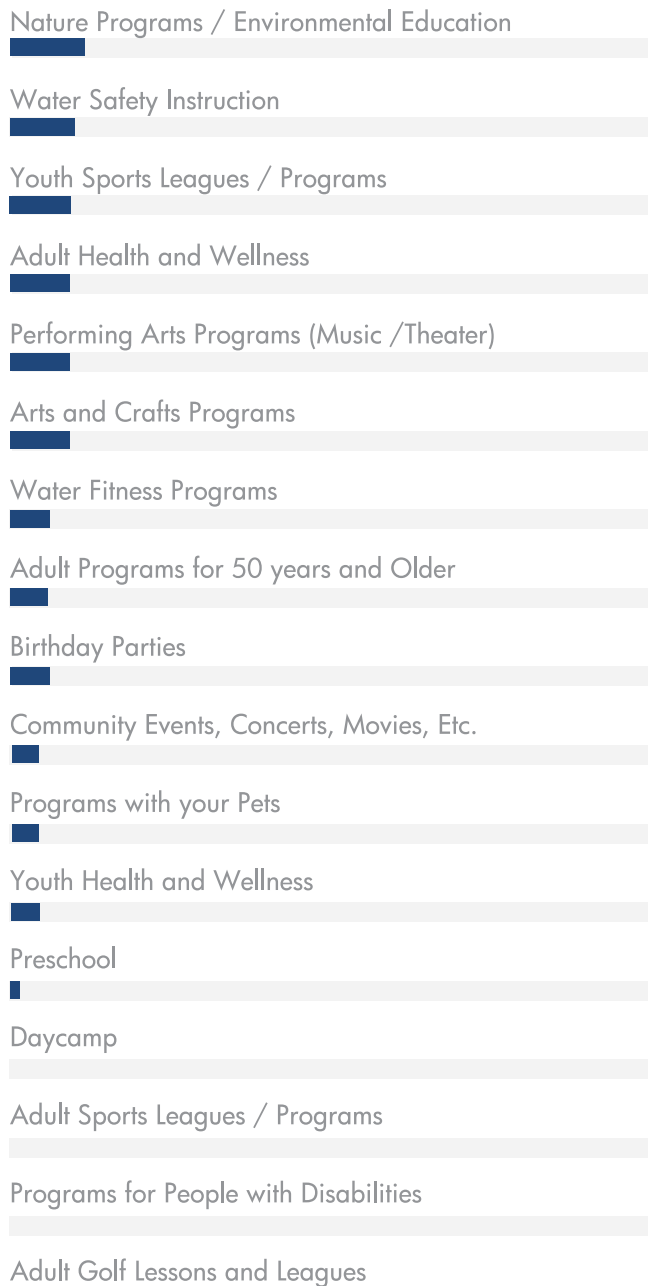 Nature Programs / Environmental Education
Water Safety Instruction
Youth Sports Leagues / Programs
Adult Health and Wellness
Performing Arts Programs (Music /Theater)
Arts and Crafts Programs
Water Fitness Programs
Adult Programs for 50 years and Older
Birthday Parties
Community Events, Concerts, Movies, Etc.
Programs with your Pets
Youth Health and Wellness
Preschool
Daycamp
Adult Sports Leagues / Programs
Programs for People with Disabilities
Adult Golf Lessons and Leagues